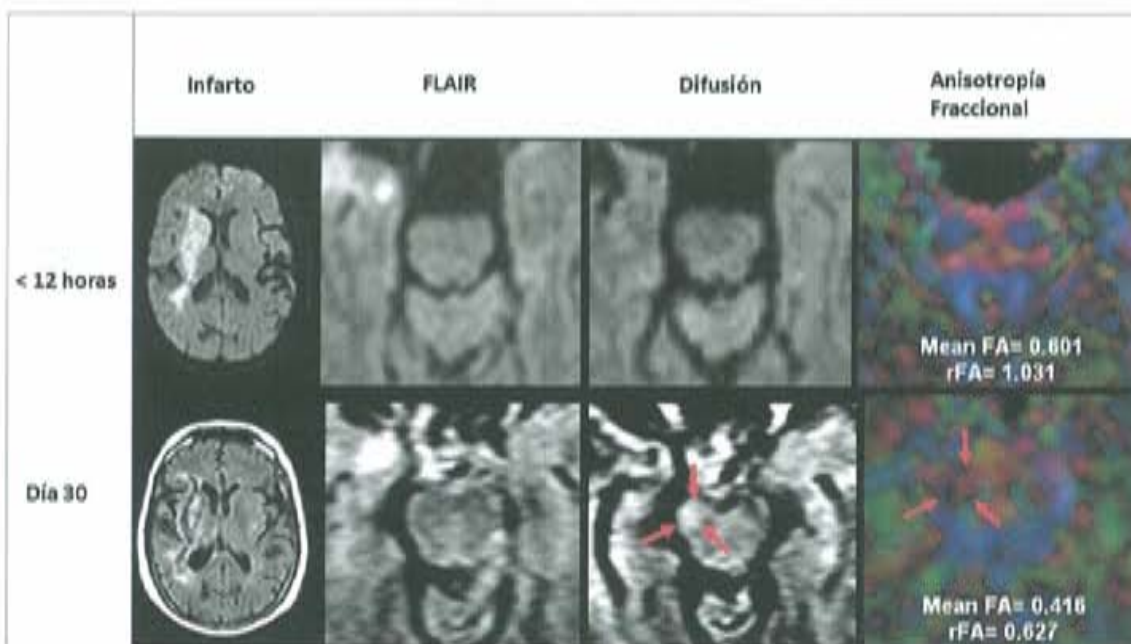 Infarto
FLAIR
Difusión
Anisotropía
Fraccional
< 12 horas
Mean FA= 0.601
rFA= 1.031
Día 30
Mean FA= 0.416
rFA= 0.627